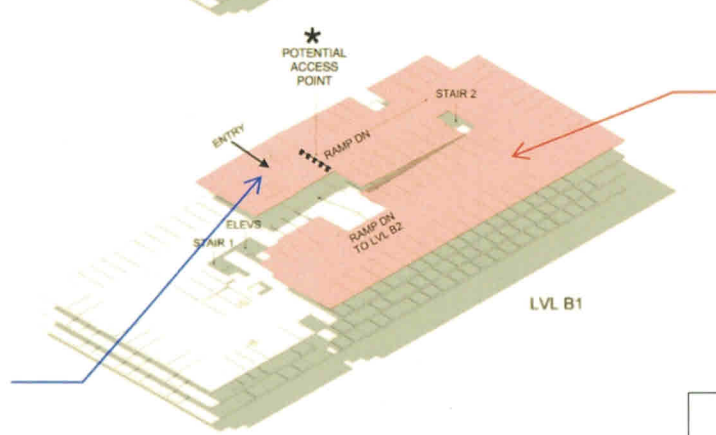 *
POTENTIAL
ACCESS
POINT
STAIR 2
ENTRY
RAMP DN
ELEVS
STAIR 1
RAMP DN
TO LVL B2
LVL B1